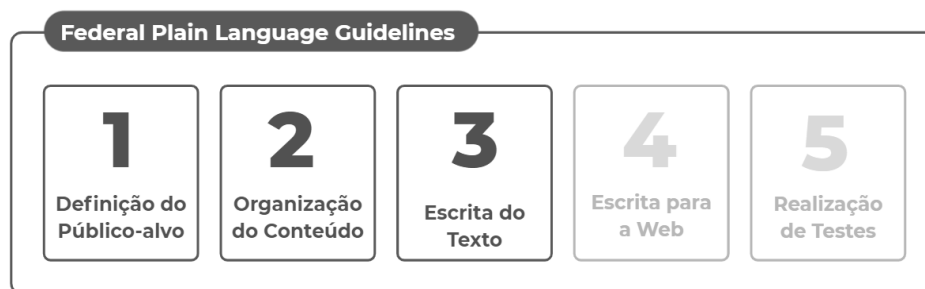 Federal Plain Language Guidelines
1
Definição do
Público-alvo
2
Organização
do Conteúdo
3
Escrita do
Texto
4
Escrita para
a Web
5
Realização
de Testes